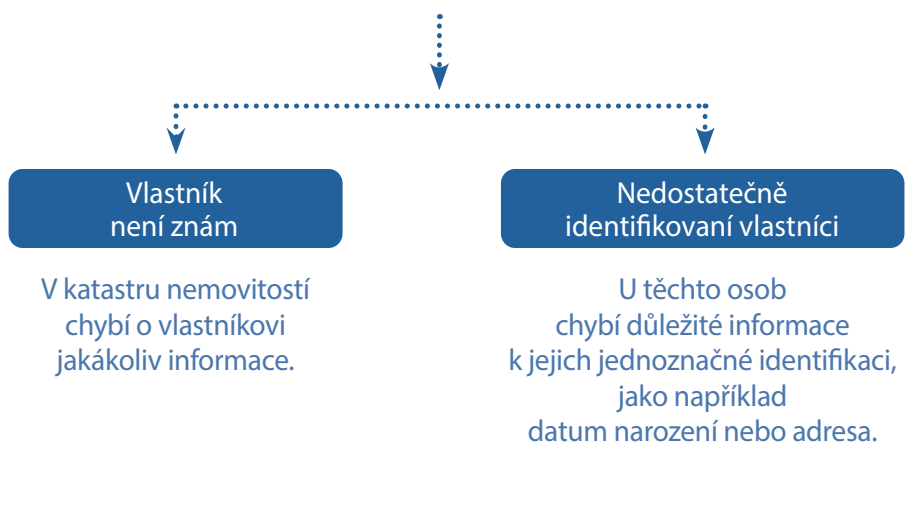 Vlastník
není znám
V katastru nemovitostí
chybí o vlastníkovi
jakákoliv informace.
Nedostatečně
identifikovaní vlastníci
U těchto osob
chybí důležité informace
k jejich jednoznačné identifikaci,
jako například
datum narození nebo adresa.